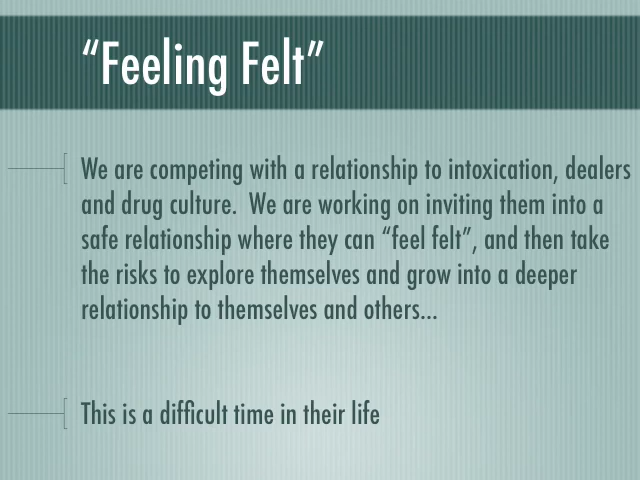 “Feeling Felt”
We are competing with a relationship to intoxication, dealers
and drug culture.  We are working on inviting them into a
safe relationship where they can “feel felt”, and then take
the risks to explore themselves and grow into a deeper
relationship to themselves and others...
This is a difficult time in their life